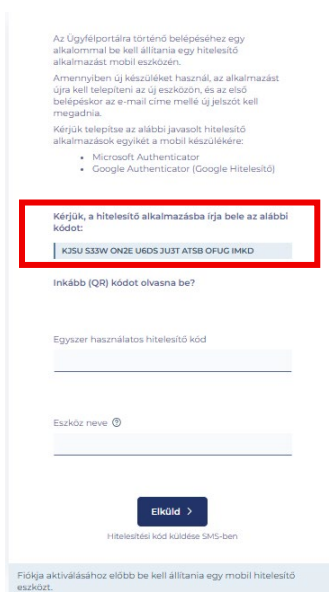 Az Ügyfélportálra történő belépéséhez egy
alkalommal be kell állítania egy hitelesítő
alkalmazást mobil eszközén.
Amennyiben új készüléket használ, az alkalmazást
újra kell telepíteni az új eszközön, és az első
belépéskor az e-mail címe mellé új jelszót kell
megadnia.
Kérjük telepítse az alábbi javasolt hitelesítő
alkalmazások egyikét a mobil készülékére:
• Microsoft Authenticator
• Google Authenticator (Google Hitelesítő)
Kérjük, a hitelesítő alkalmazásba írja bele az alábbi
kódot:
KJSU S33W ON2E U6DS JU3T ATSB OFUG IMKD
Inkább (QR) kódot olvasna be?
Egyszer használatos hitelesítő kód
Eszköz neve ?
Elküld >
Hitelesítési kód küldése SMS-ben
Fiókja aktiválásához előbb be kell állítania egy mobil hitelesítő
eszközt.